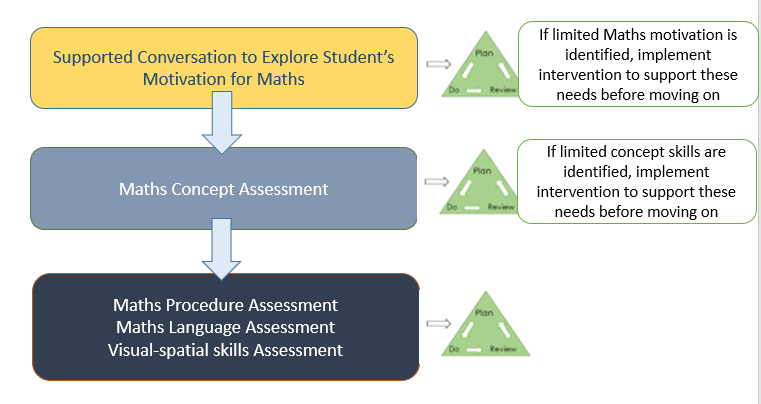 Supported Conversation to Explore Student's
Motivation for Maths
Plan
Do
Review
If limited Maths motivation is
identified, implement
intervention to support these
needs before moving on
Maths Concept Assessment
Plan
Do
Review
If limited concept skills are
identified, implement
intervention to support these
needs before moving on
Maths Procedure Assessment
Maths Language Assessment
Visual-spatial skills Assessment
Plan
Do
Review